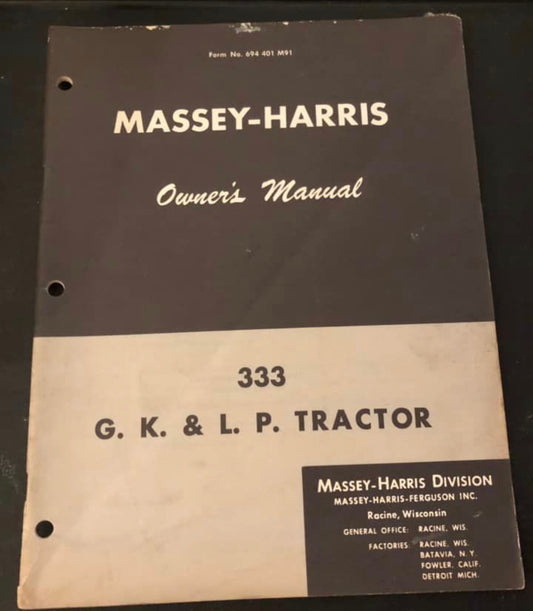 Form No. 694 401 M91
MASSEY-HARRIS
Owner's Manual
333
G. K. & L. P. TRACTOR
MASSEY-HARRIS DIVISION
MASSEY-HARRIS-FERGUSON INC.
Racine, Wisconsin
GENERAL OFFICE: RACINE, WIS.
FACTORIES: RACINE, WIS.
BATAVIA, N. Y.
FOWLER, CALIF.
DETROIT MICH.